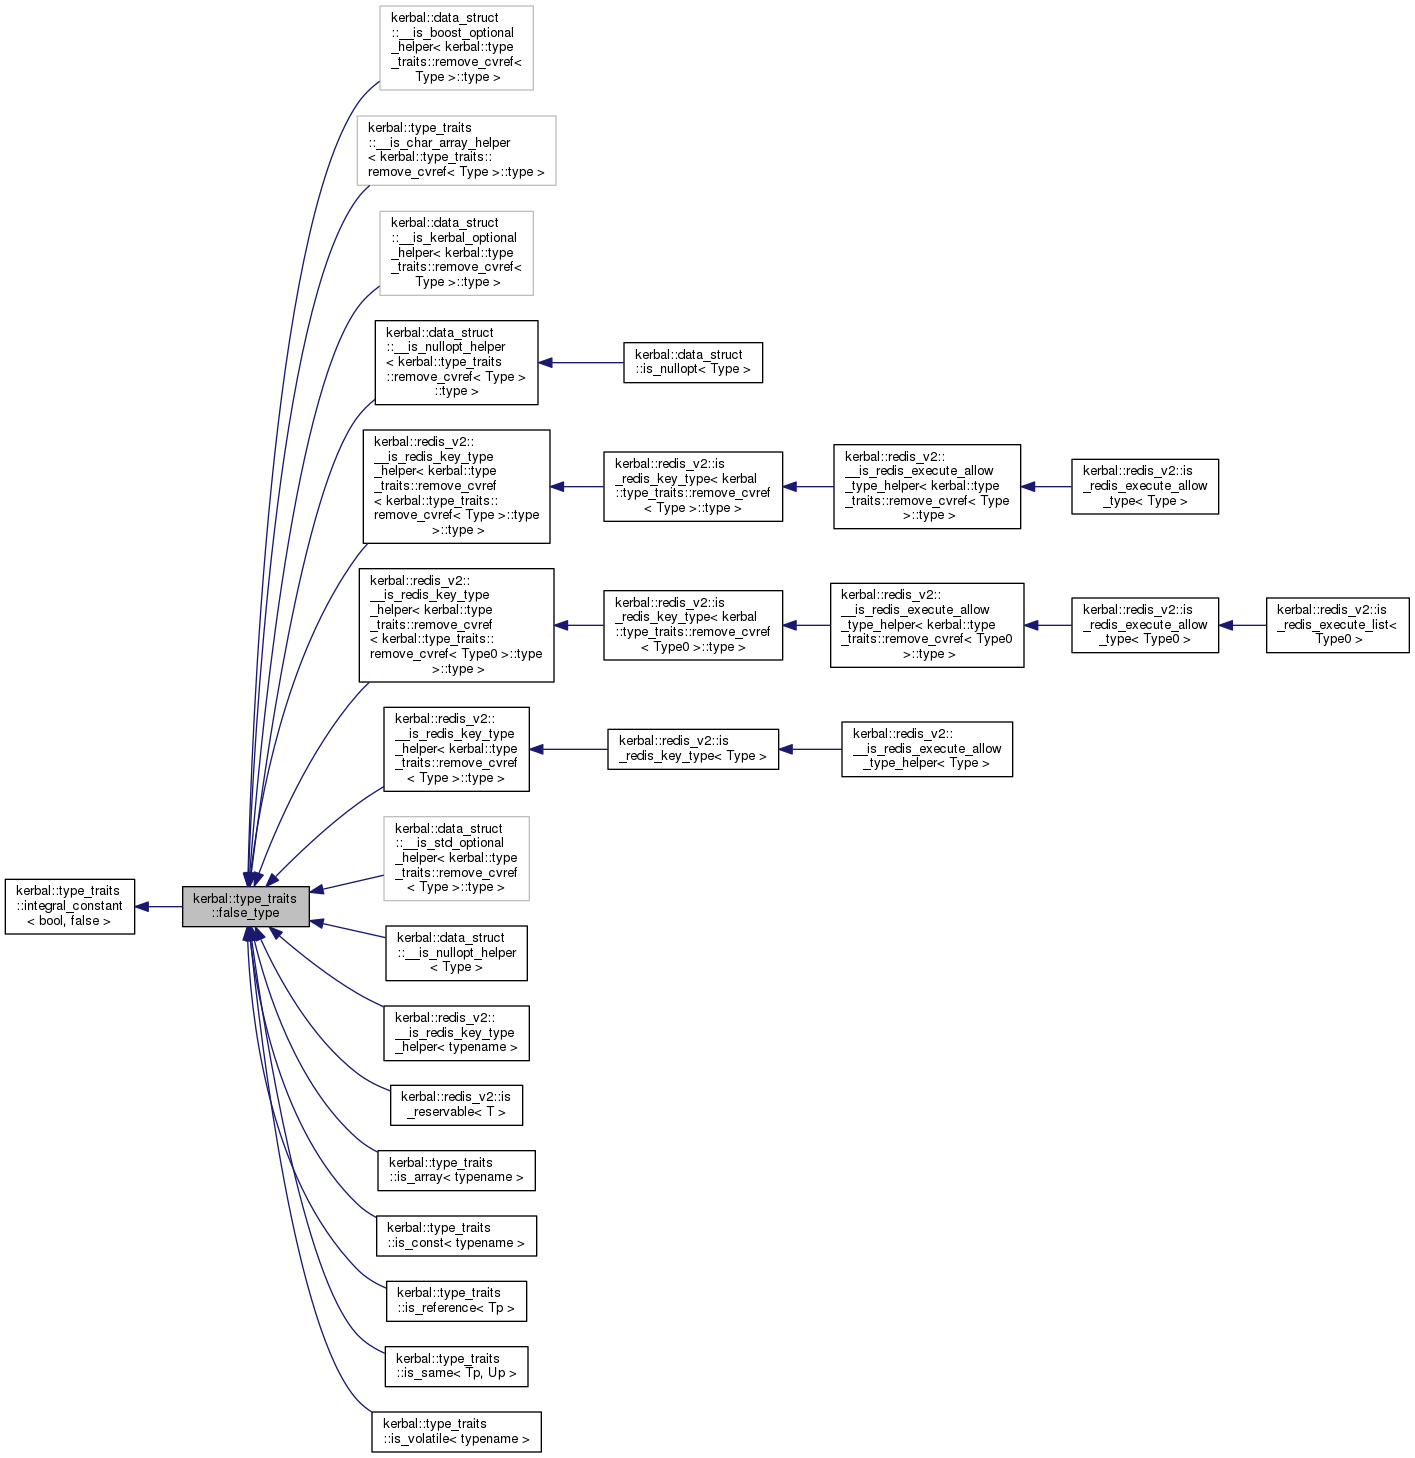 kerbal::data_struct
::__is_boost_optional
_helper< kerbal::type
_traits::remove_cvref<
Type >::type >
kerbal::type_traits
::__is_char_array_helper
< kerbal::type_traits::
remove_cvref< Type >::type >
kerbal::data_struct
::__is_kerbal_optional
_helper< kerbal::type
_traits::remove_cvref<
Type >::type >
kerbal::data_struct
::__is_nullopt_helper
< kerbal::type_traits
::remove_cvref< Type >
::type >
kerbal::data_struct
::is_nullopt< Type >
kerbal::redis_v2::
__is_redis_key_type
_helper< kerbal::type
_traits::remove_cvref
< kerbal::type_traits::
remove_cvref< Type >::type
>::type >
kerbal::redis_v2::is
_redis_key_type< kerbal
::type_traits::remove_cvref
< Type >::type >
kerbal::redis_v2::
__is_redis_execute_allow
_type_helper< kerbal::type
_traits::remove_cvref< Type
>::type >
kerbal::redis_v2::is
_redis_execute_allow
_type< Type >
kerbal::redis_v2::
__is_redis_key_type
_helper< kerbal::type
_traits::remove_cvref
< kerbal::type_traits::
remove_cvref< Type0 >::type
>::type >
kerbal::redis_v2::is
_redis_key_type< kerbal
::type_traits::remove_cvref
< Type0 >::type >
kerbal::redis_v2::
__is_redis_execute_allow
_type_helper< kerbal::type
_traits::remove_cvref< Type0
>::type >
kerbal::redis_v2::is
_redis_execute_allow
_type< Type0 >
kerbal::redis_v2::is
_redis_execute_list<
Type0 >
kerbal::redis_v2::
__is_redis_key_type
_helper< kerbal::type
_traits::remove_cvref
< Type >::type >
kerbal::redis_v2::is
_redis_key_type< Type >
kerbal::redis_v2::
__is_redis_execute_allow
_type_helper< Type >
kerbal::data_struct
::__is_std_optional
_helper< kerbal::type
_traits::remove_cvref
< Type >::type >
kerbal::type_traits
::integral_constant
< bool, false >
kerbal::type_traits
::false_type
kerbal::data_struct
::__is_nullopt_helper
< Type >
kerbal::redis_v2::
__is_redis_key_type
_helper< typename >
kerbal::redis_v2::is
_reservable< T >
kerbal::type_traits
::is_array< typename >
kerbal::type_traits
::is_const< typename >
kerbal::type_traits
::is_reference< Tp >
kerbal::type_traits
::is_same< Tp, Up >
kerbal::type_traits
::is_volatile< typename >